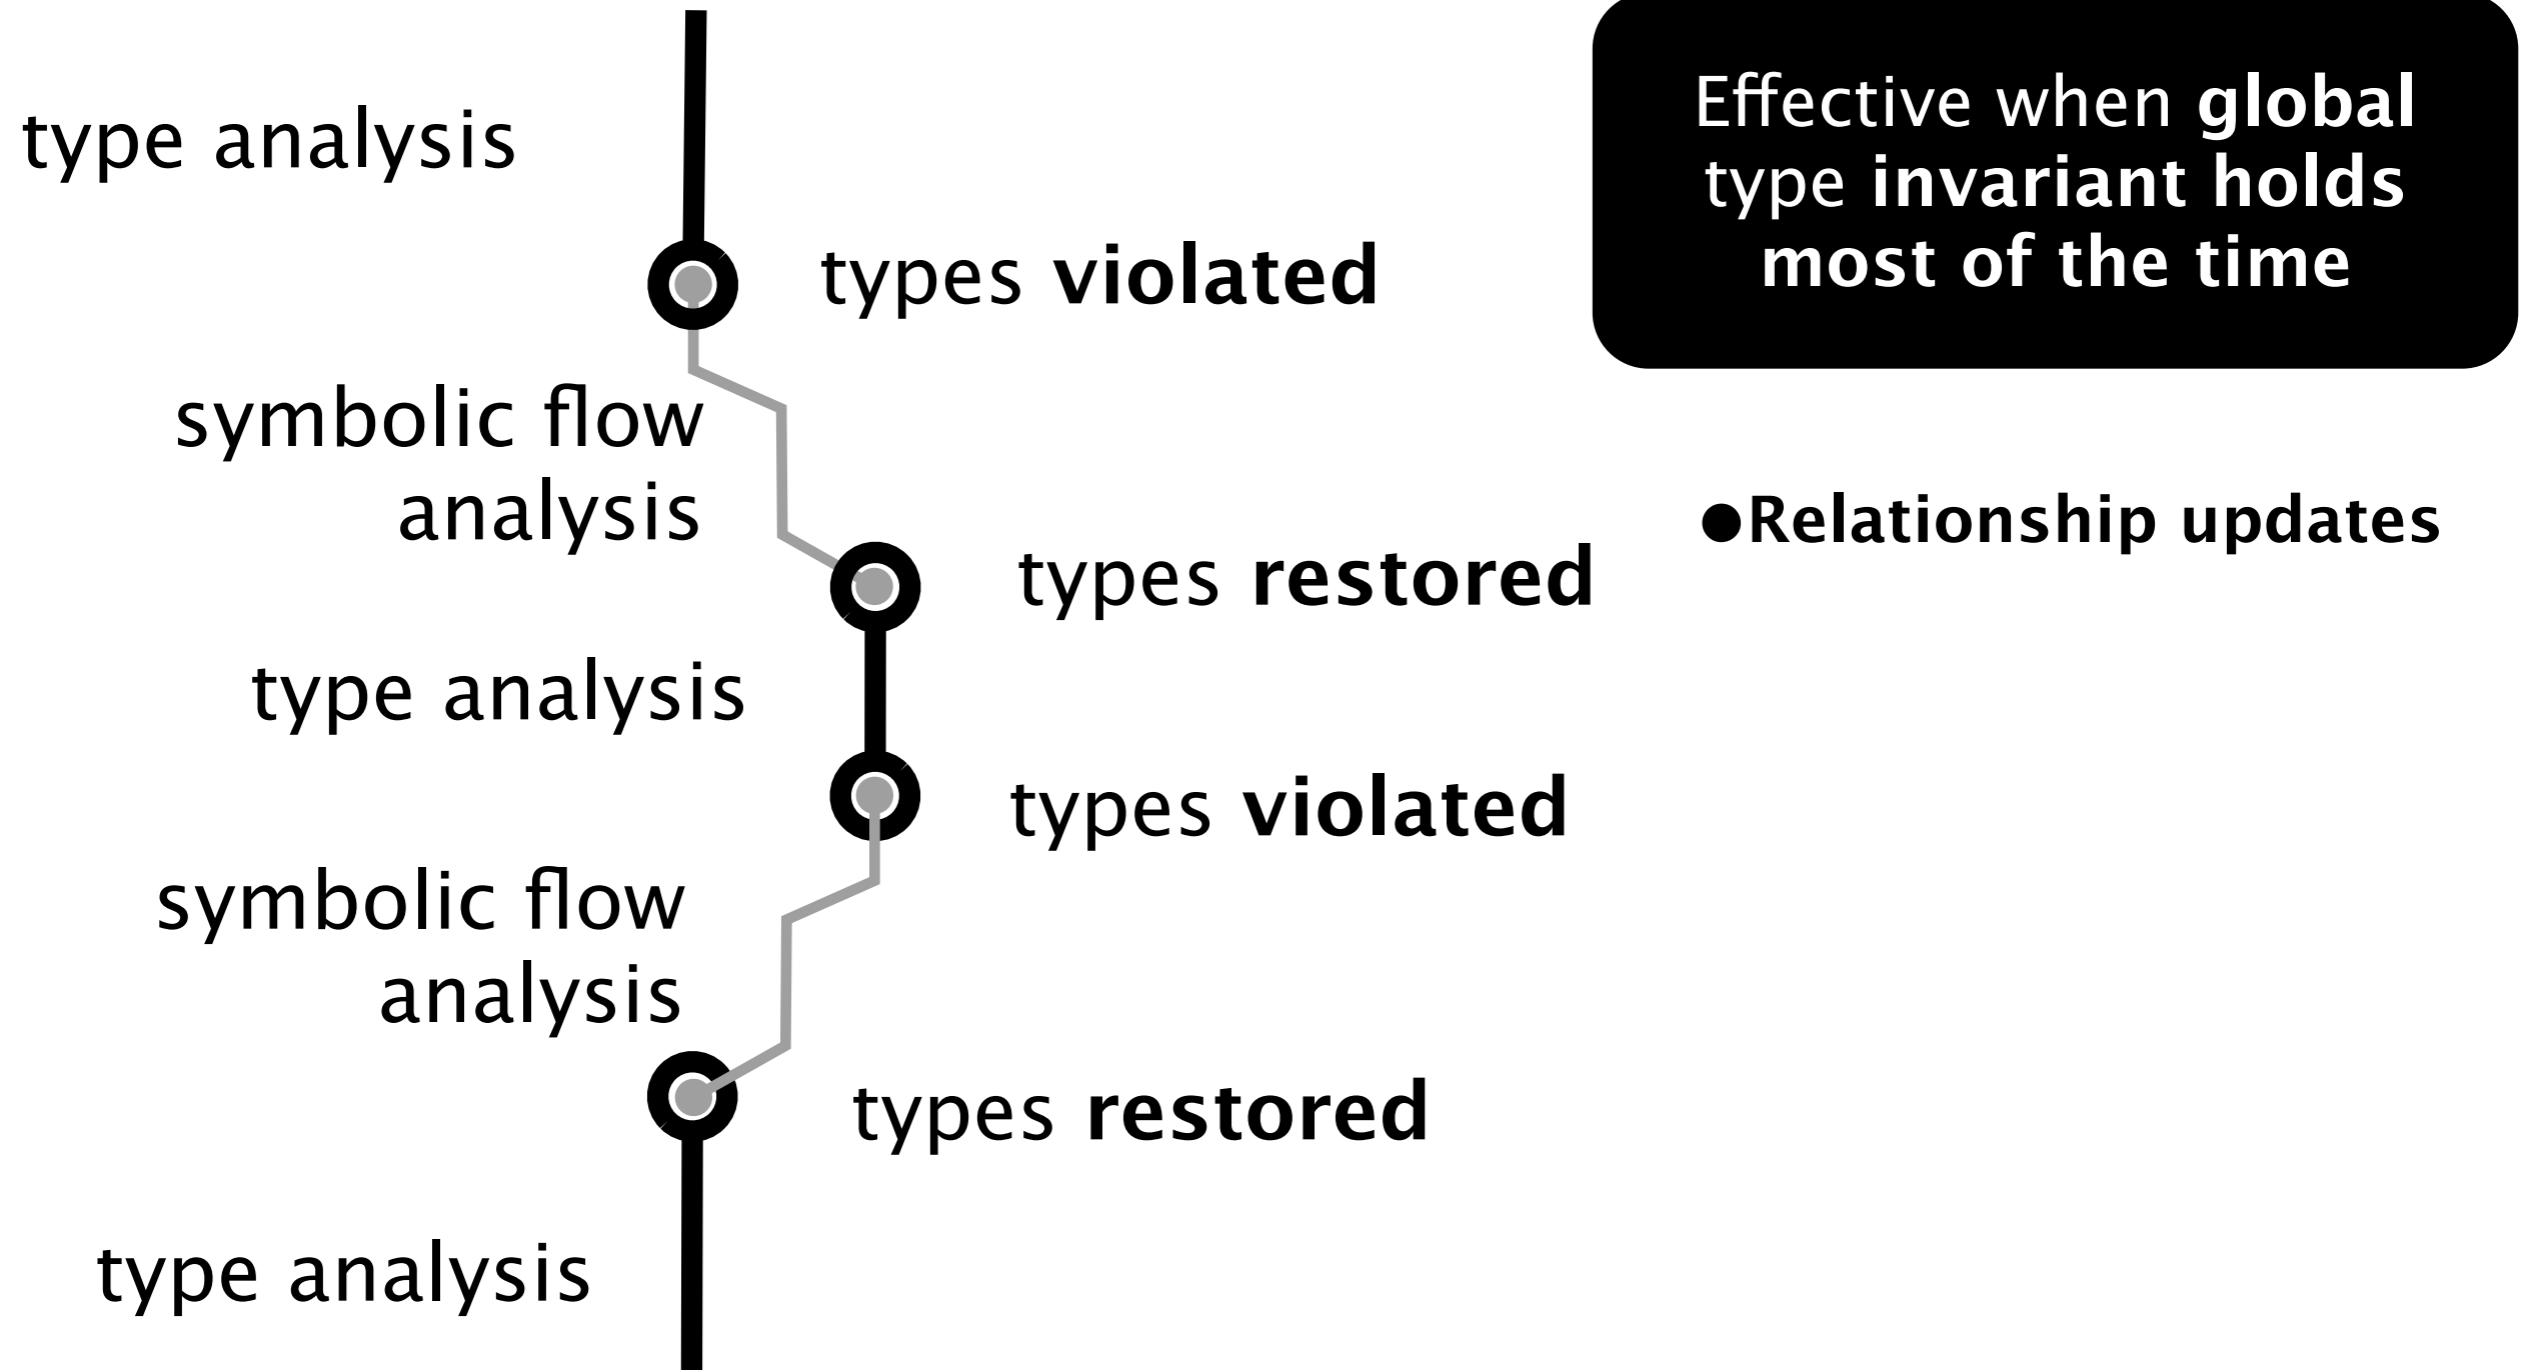 type analysis
types violated
symbolic flow
analysis
types restored
type analysis
types violated
symbolic flow
analysis
types restored
type analysis
Effective when global
type invariant holds
most of the time
●Relationship updates